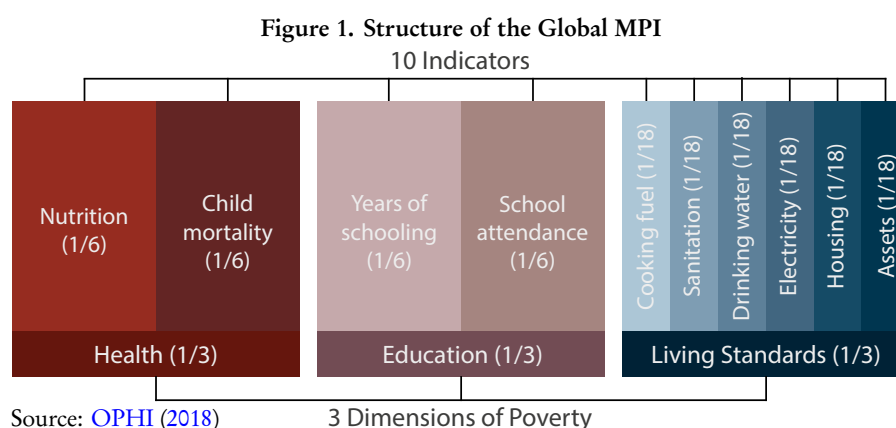 Figure 1. Structure of the Global MPI
10 Indicators
Nutrition
(1/6)
Child
mortality
(1/6)
Years of
schooling
(1/6)
School
attendance
(1/6)
Cooking fuel (1/18)
Sanitation (1/18)
Drinking water (1/18)
Electricity (1/18)
Housing (1/18)
Assets (1/18)
Health (1/3)
Education (1/3)
Living Standards (1/3)
Source: OPHI (2018)
3 Dimensions of Poverty